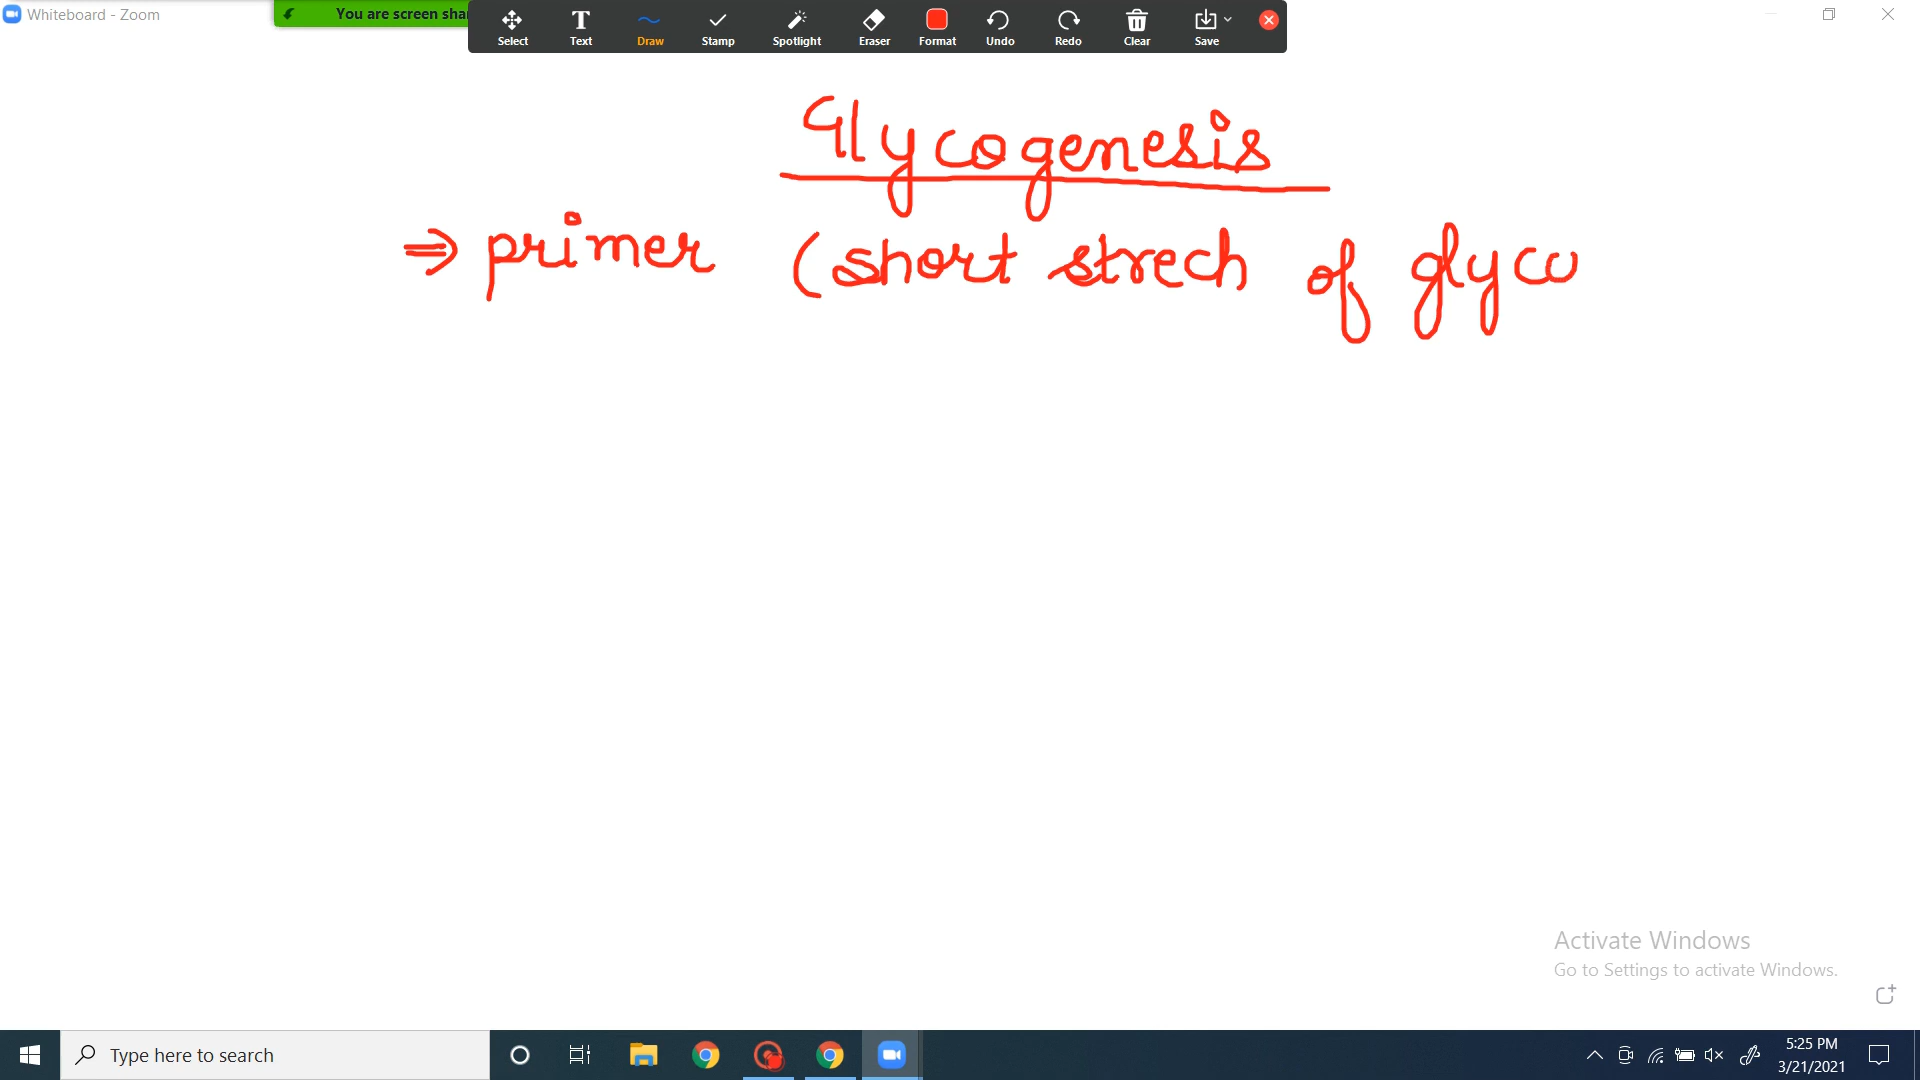 Whiteboard - Zoom
You are screen sha
Select Text Draw Stamp Spotlight Eraser Format Undo Redo Clear Save
Glycogenesis
⇒ primer (short strech of glyco
Activate Windows
Go to Settings to activate Windows.
Type here to search
5:25 PM
3/21/2021